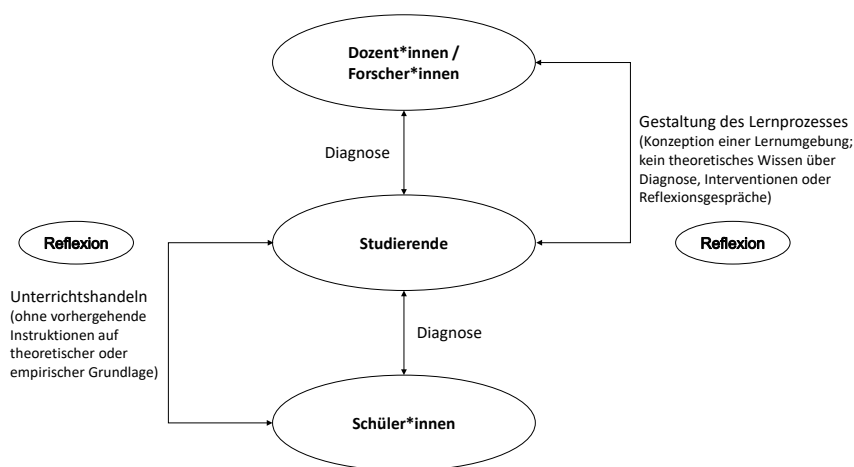 Dozent*innen /
Forscher*innen
Gestaltung des Lernprozesses
(Konzeption einer Lernumgebung;
kein theoretisches Wissen über
Diagnose, Interventionen oder
Reflexionsgespräche)
Diagnose
Reflexion
Studierende
Reflexion
Unterrichtshandeln
(ohne vorhergehende
Instruktionen auf
theoretischer oder
empirischer Grundlage)
Diagnose
Schüler*innen